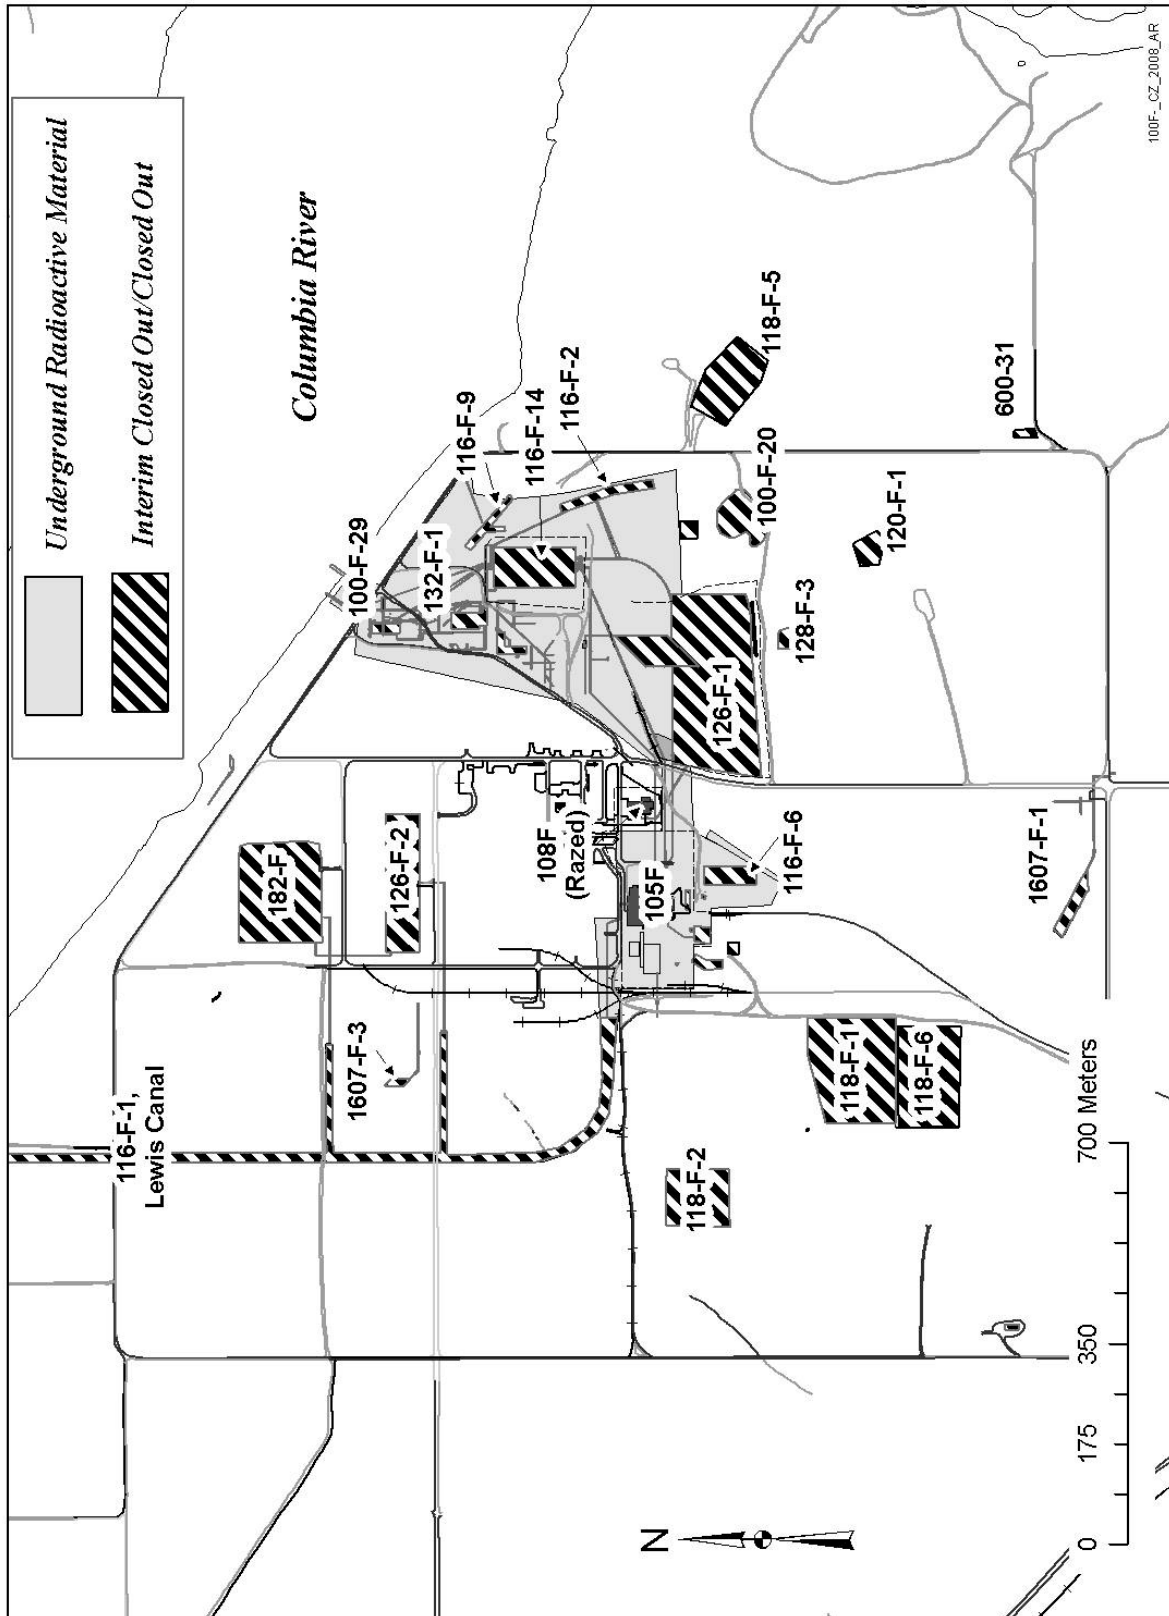 Underground Radioactive Material
Interim Closed Out/Closed Out
Columbia River
116-F-1,
Lewis Canal
182-F
100-F-29
1607-F-3
126-F-2
132-F-1
116-F-9
116-F-14
108F
(Razed)
116-F-2
105F
118-F-2
126-F-1
118-F-5
116-F-6
100-F-20
128-F-3
118-F-1
120-F-1
118-F-6
600-31
1607-F-1
N
0 175 350 700 Meters
100F-_CZ_2008_AR